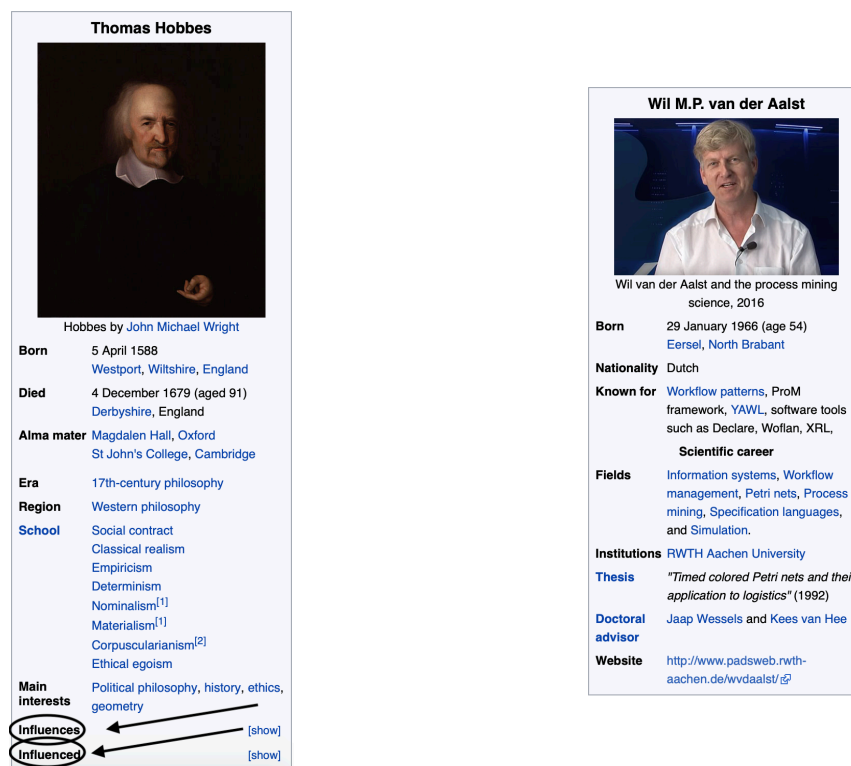 Thomas Hobbes
Hobbes by John Michael Wright
Born 5 April 1588
Westport, Wiltshire, England
Died 4 December 1679 (aged 91)
Derbyshire, England
Alma mater Magdalen Hall, Oxford
St John's College, Cambridge
Era 17th-century philosophy
Region Western philosophy
School Social contract
Classical realism
Empiricism
Determinism
Nominalism[1]
Materialism[1]
Corpuscularianism[2]
Ethical egoism
Main interests Political philosophy, history, ethics,
geometry
Influences [show]
Influenced [show]
Wil M.P. van der Aalst
Wil van der Aalst and the process mining
science, 2016
Born 29 January 1966 (age 54)
Eersel, North Brabant
Nationality Dutch
Known for Workflow patterns, ProM
framework, YAWL, software tools
such as Declare, Woflan, XRL,
Scientific career
Fields Information systems, Workflow
management, Petri nets, Process
mining, Specification languages,
and Simulation.
Institutions RWTH Aachen University
Thesis "Timed colored Petri nets and thei
application to logistics" (1992)
Doctoral advisor Jaap Wessels and Kees van Hee
Website http://www.padsweb.rwth-
aachen.de/wvdaalst/